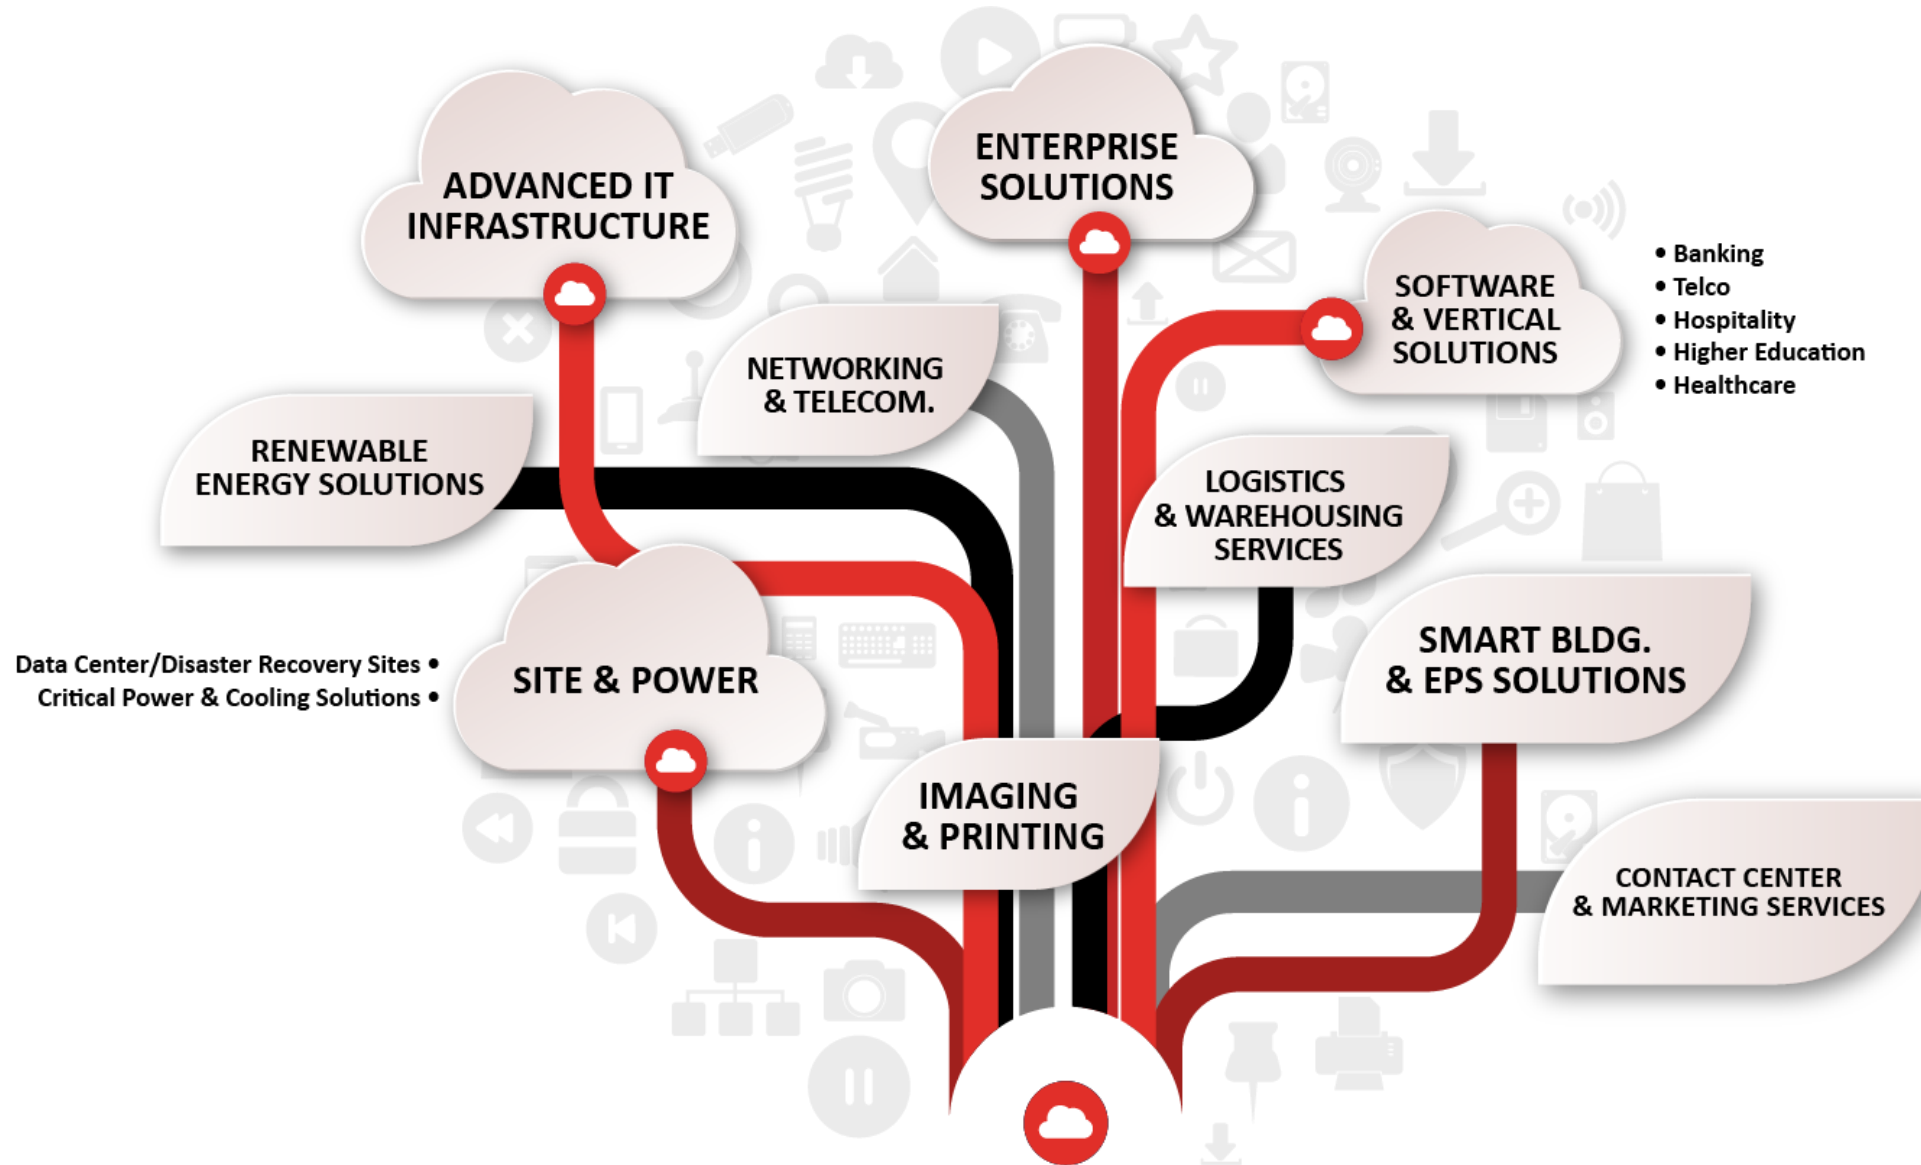 ADVANCED IT
INFRASTRUCTURE
ENTERPRISE
SOLUTIONS
SOFTWARE
& VERTICAL
SOLUTIONS
• Banking
• Telco
• Hospitality
• Higher Education
• Healthcare
NETWORKING
& TELECOM.
RENEWABLE
ENERGY SOLUTIONS
LOGISTICS
& WAREHOUSING
SERVICES
SITE & POWER
Data Center/Disaster Recovery Sites •
Critical Power & Cooling Solutions •
SMART BLDG.
& EPS SOLUTIONS
IMAGING
& PRINTING
CONTACT CENTER
& MARKETING SERVICES